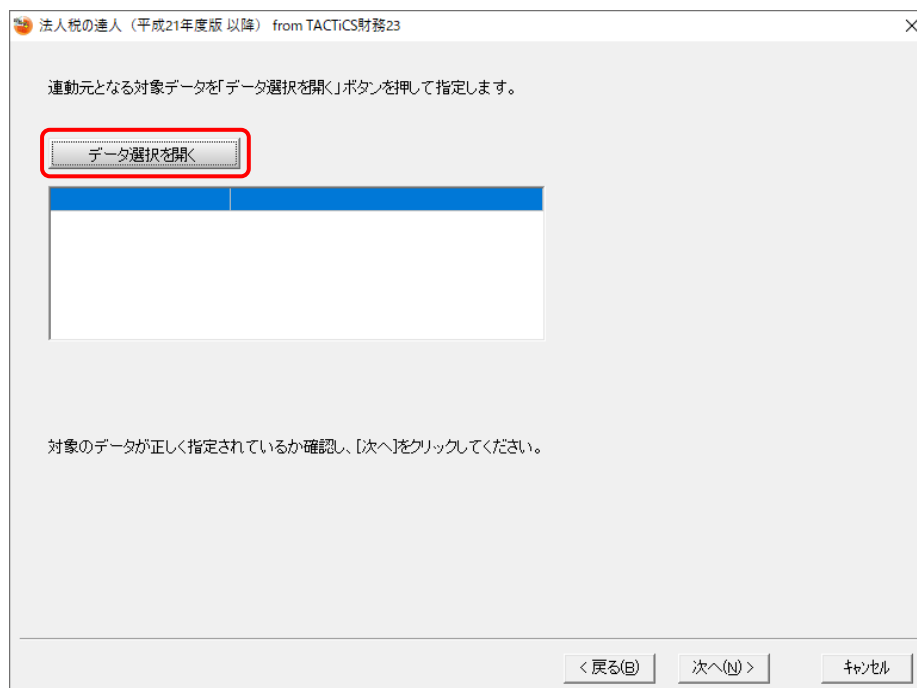 法人税の達人（平成21年度版 以降） from TACTiCS財務23
連動元となる対象データを｢データ選択を開く｣ボタンを押して指定します。
データ選択を開く
対象のデータが正しく指定されているか確認し、[次へ]をクリックしてください。
< 戻る(B)
次へ(N) >
ｷｬﾝｾﾙ